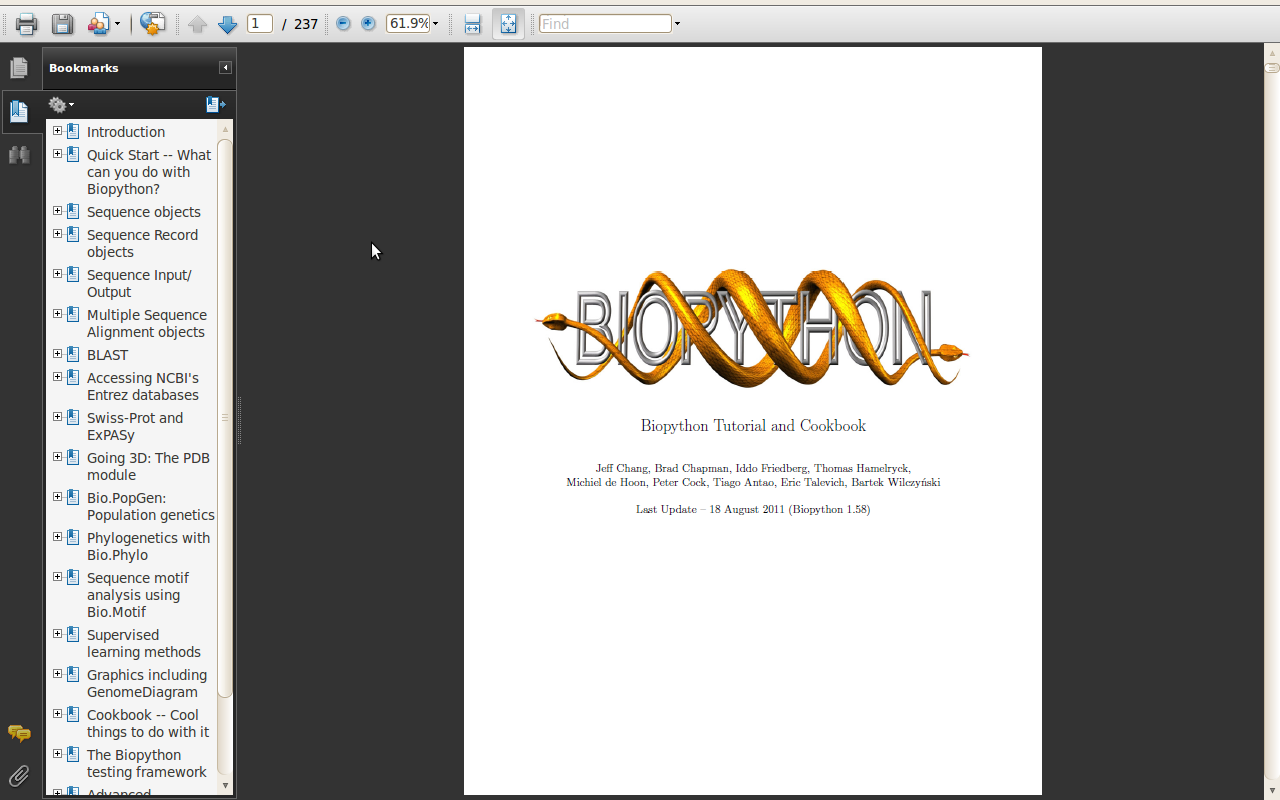 1 / 237
61.9%
Find
Bookmarks
Introduction
Quick Start -- What
can you do with
Biopython?
Sequence objects
Sequence Record
objects
Sequence Input/
Output
Multiple Sequence
Alignment objects
BLAST
Accessing NCBI's
Entrez databases
Swiss-Prot and
ExPASy
Going 3D: The PDB
module
Bio.PopGen:
Population genetics
Phylogenetics with
Bio.Phylo
Sequence motif
analysis using
Bio.Motif
Supervised
learning methods
Graphics including
GenomeDiagram
Cookbook -- Cool
things to do with it
The Biopython
testing framework
Advanced
BIOPYTHON
Biopython Tutorial and Cookbook
Jeff Chang, Brad Chapman, Iddo Friedberg, Thomas Hamelryck,
Michiel de Hoon, Peter Cock, Tiago Antao, Eric Talevich, Bartek Wilczyński
Last Update – 18 August 2011 (Biopython 1.58)